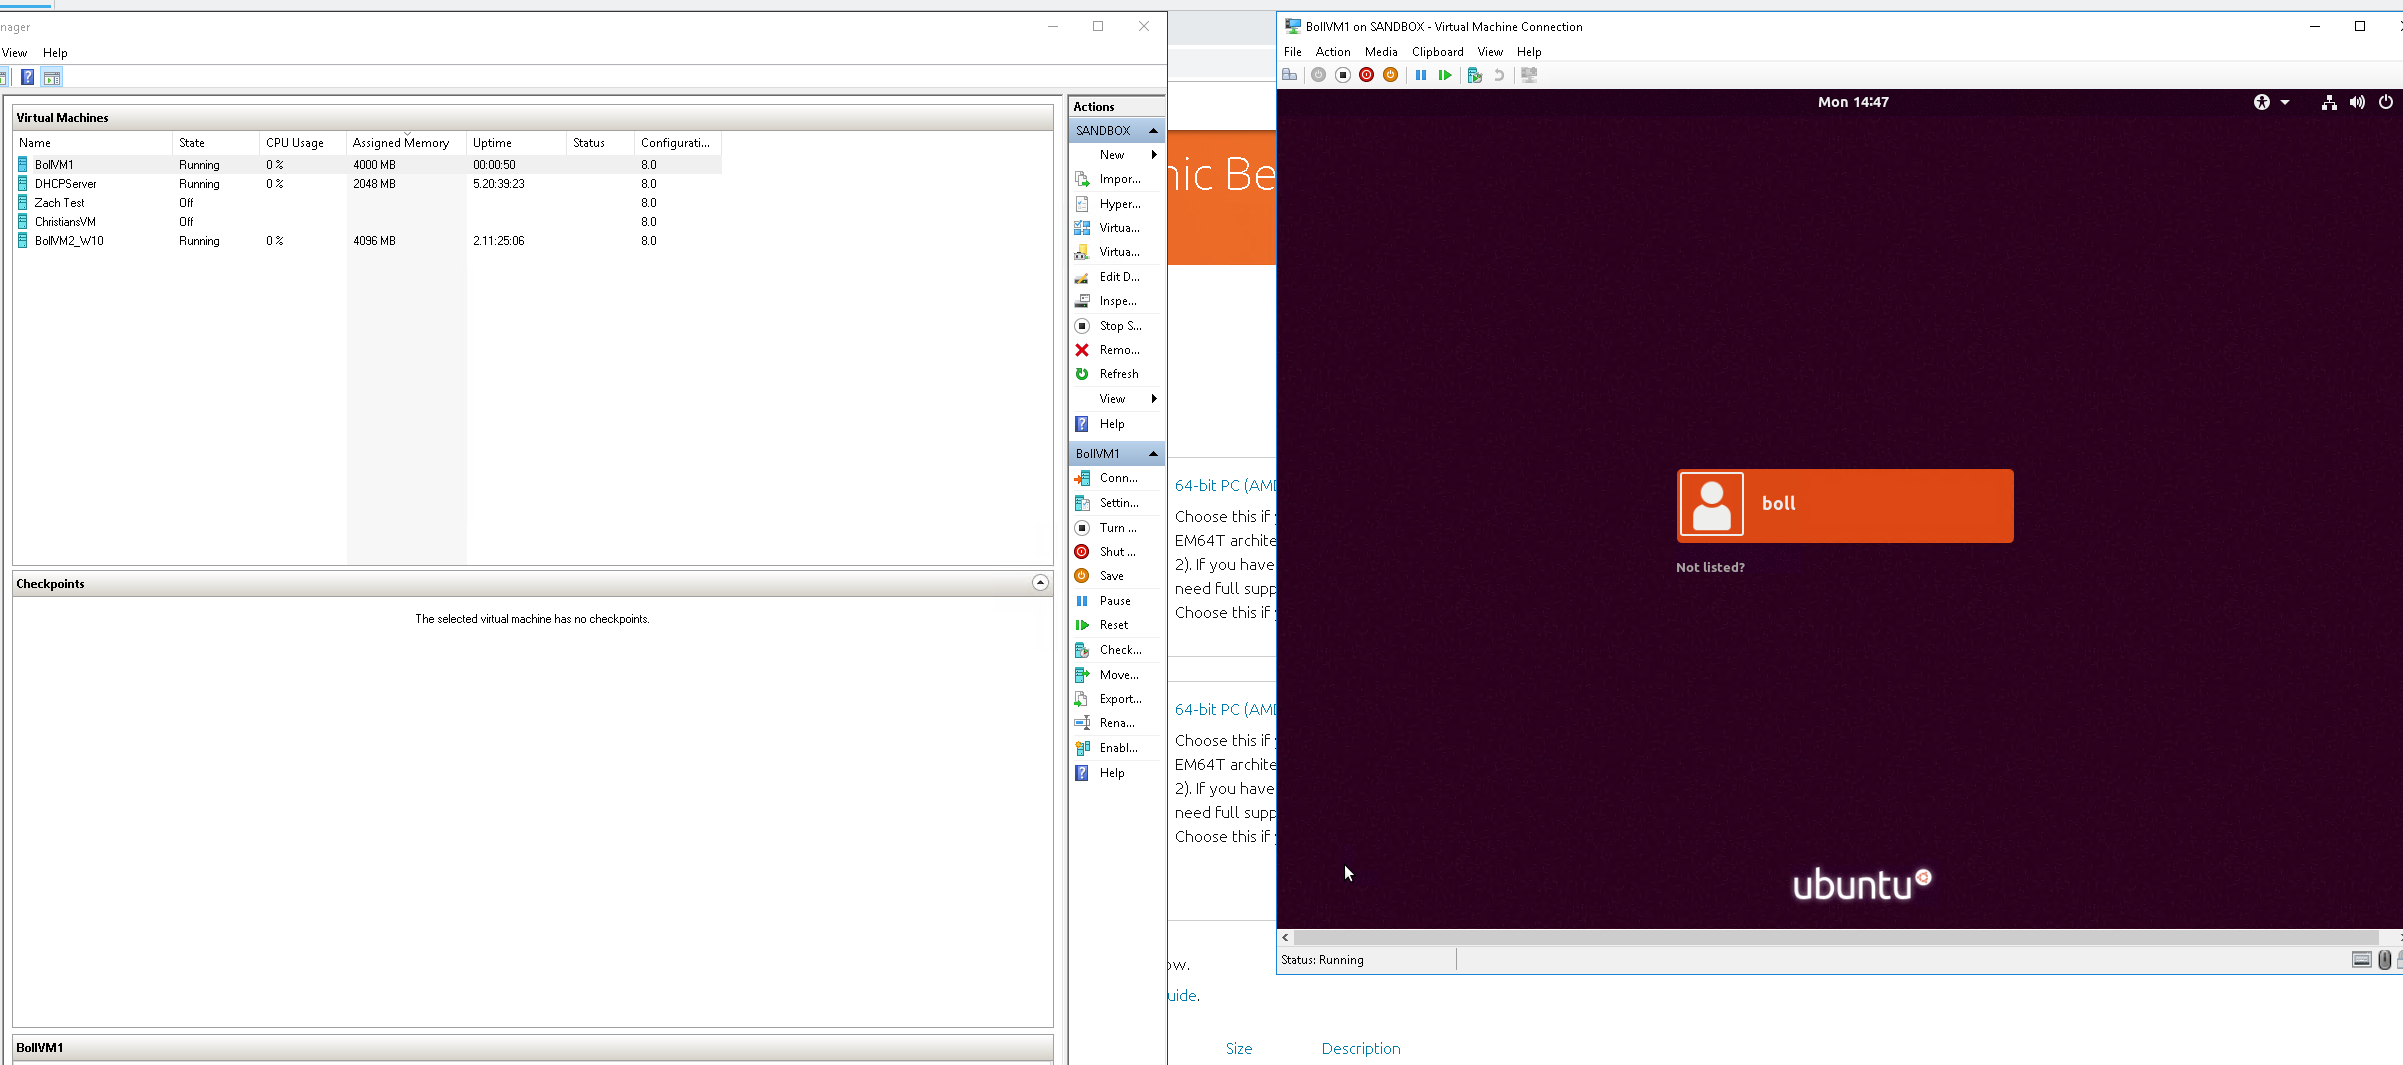 nager
View Help
Virtual Machines
Name State CPU Usage Assigned Memory Uptime Status Configurati...
BollVM1 Running 0 % 4000 MB 00:00:50 8.0
DHCPServer Running 0 % 2048 MB 5.20:39:23 8.0
Zach Test Off 8.0
ChristiansVM Off 8.0
BollVM2_W10 Running 0 % 4096 MB 2.11:25:06 8.0
Checkpoints
The selected virtual machine has no checkpoints.
BollVM1
Actions
SANDBOX
New
Impor...
Hyper...
Virtua...
Virtua...
Edit D...
Inspe...
Stop S...
Remo...
Refresh
View
Help
BollVM1
Conn...
Settin...
Turn ...
Shut ...
Save
Pause
Reset
Check...
Move...
Export...
Rena...
Enabl...
Help
nic Be
64-bit PC (AMD
Choose this if
EM64T archite
2). If you have
need full supp
Choose this if
64-bit PC (AMD
Choose this if
EM64T archite
2). If you have
need full supp
Choose this if
ow.
uide.
Size Description
BollVM1 on SANDBOX - Virtual Machine Connection
File Action Media Clipboard View Help
Mon 14:47
boll
Not listed?
ubuntu
Status: Running